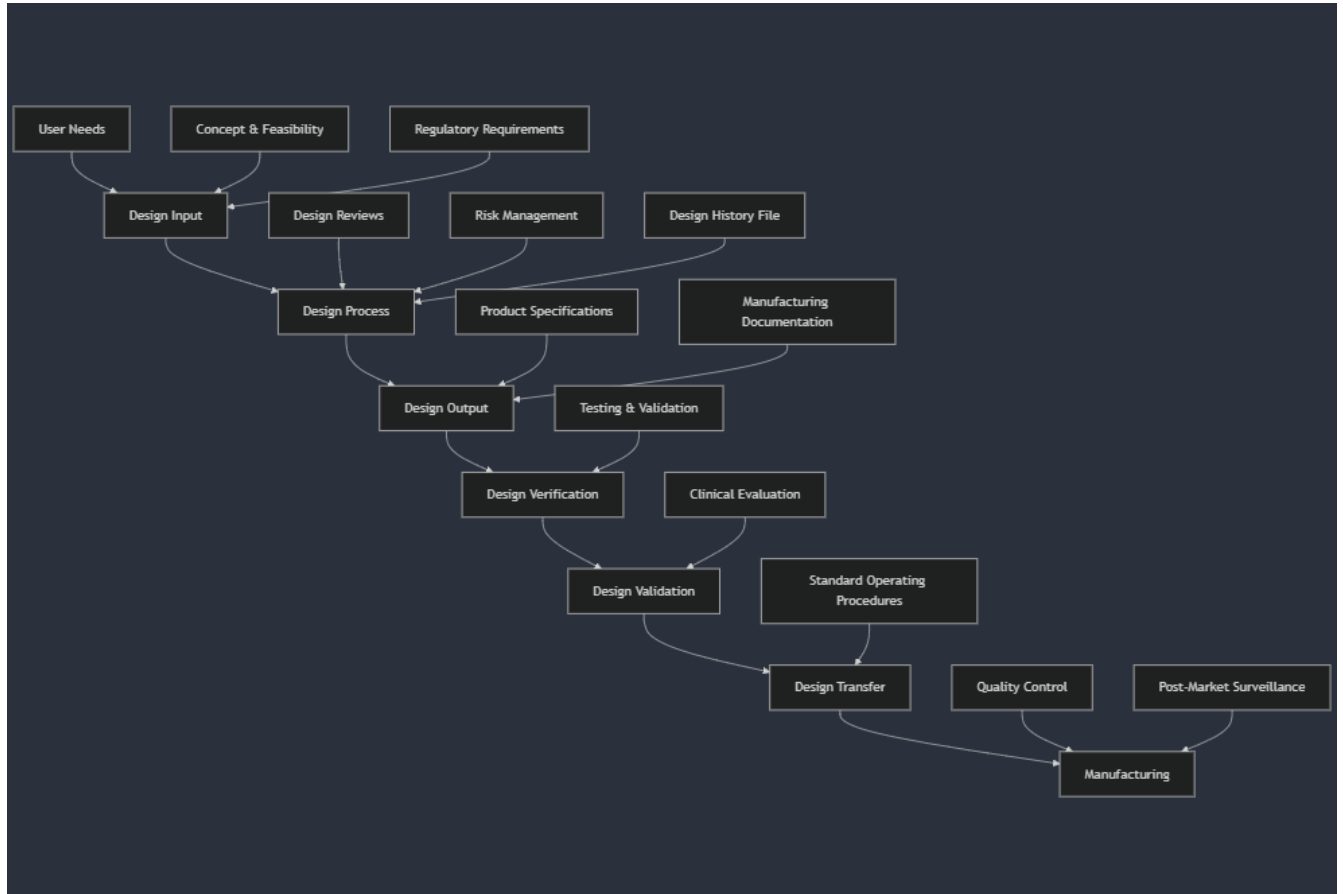 User Needs
Concept & Feasibility
Regulatory Requirements
Design Input
Design Reviews
Risk Management
Design History File
Design Process
Product Specifications
Manufacturing
Documentation
Design Output
Testing & Validation
Design Verification
Clinical Evaluation
Design Validation
Standard Operating
Procedures
Design Transfer
Quality Control
Post-Market Surveillance
Manufacturing